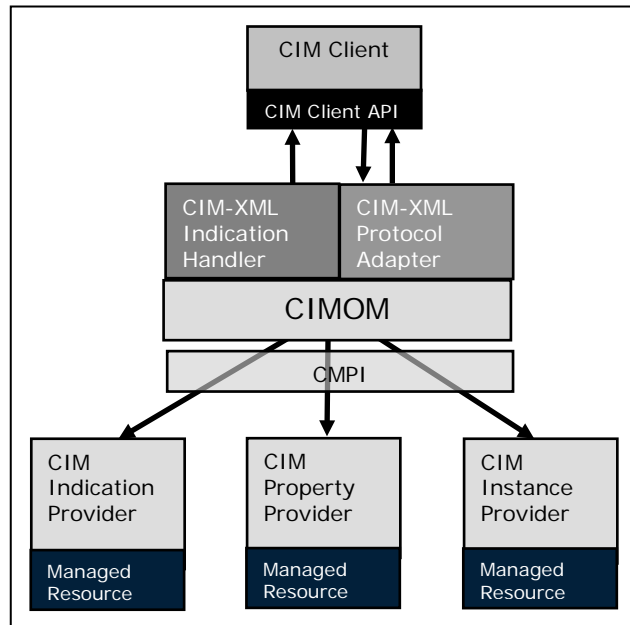 CIM Client
CIM Client API
CIM-XML
Indication
Handler
CIM-XML
Protocol
Adapter
CIMOM
CMPI
CIM
Indication
Provider
Managed
Resource
CIM
Property
Provider
Managed
Resource
CIM
Instance
Provider
Managed
Resource